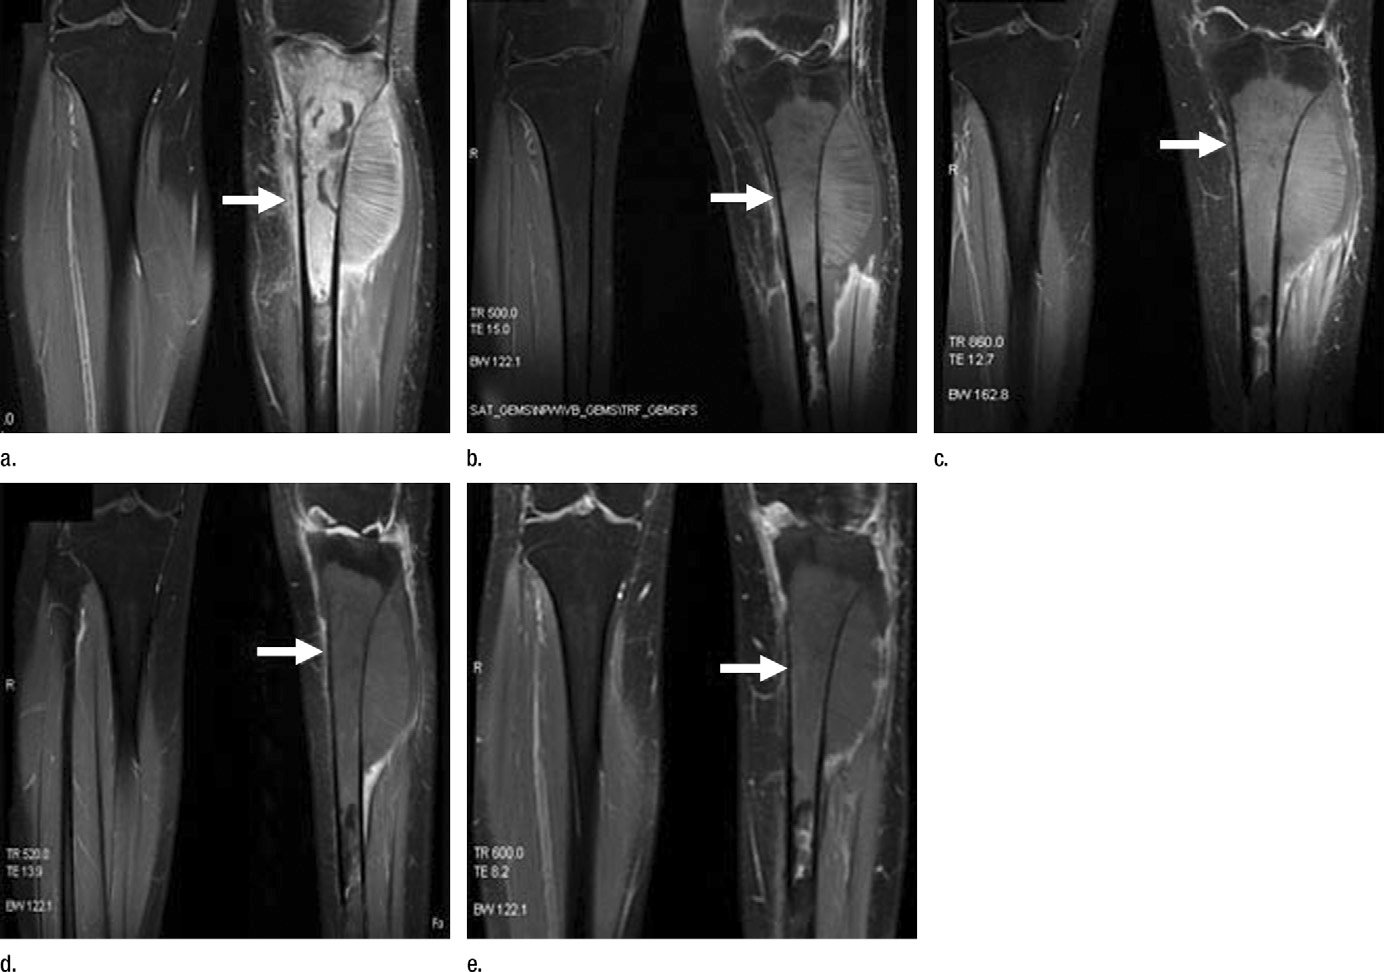 .0
a.
R
TR 500.0
TE 15.0
BW 122.1
SAT_GEMS\NPW\VB_GEMS\TRF_GEMS\FS
b.
R
TR 860.0
TE 12.7
BW 162.8
c.
R
TR 520.0
TE 13.9
BW 122.1
Fo
d.
R
TR 600.0
TE 8.2
BW 122.1
e.